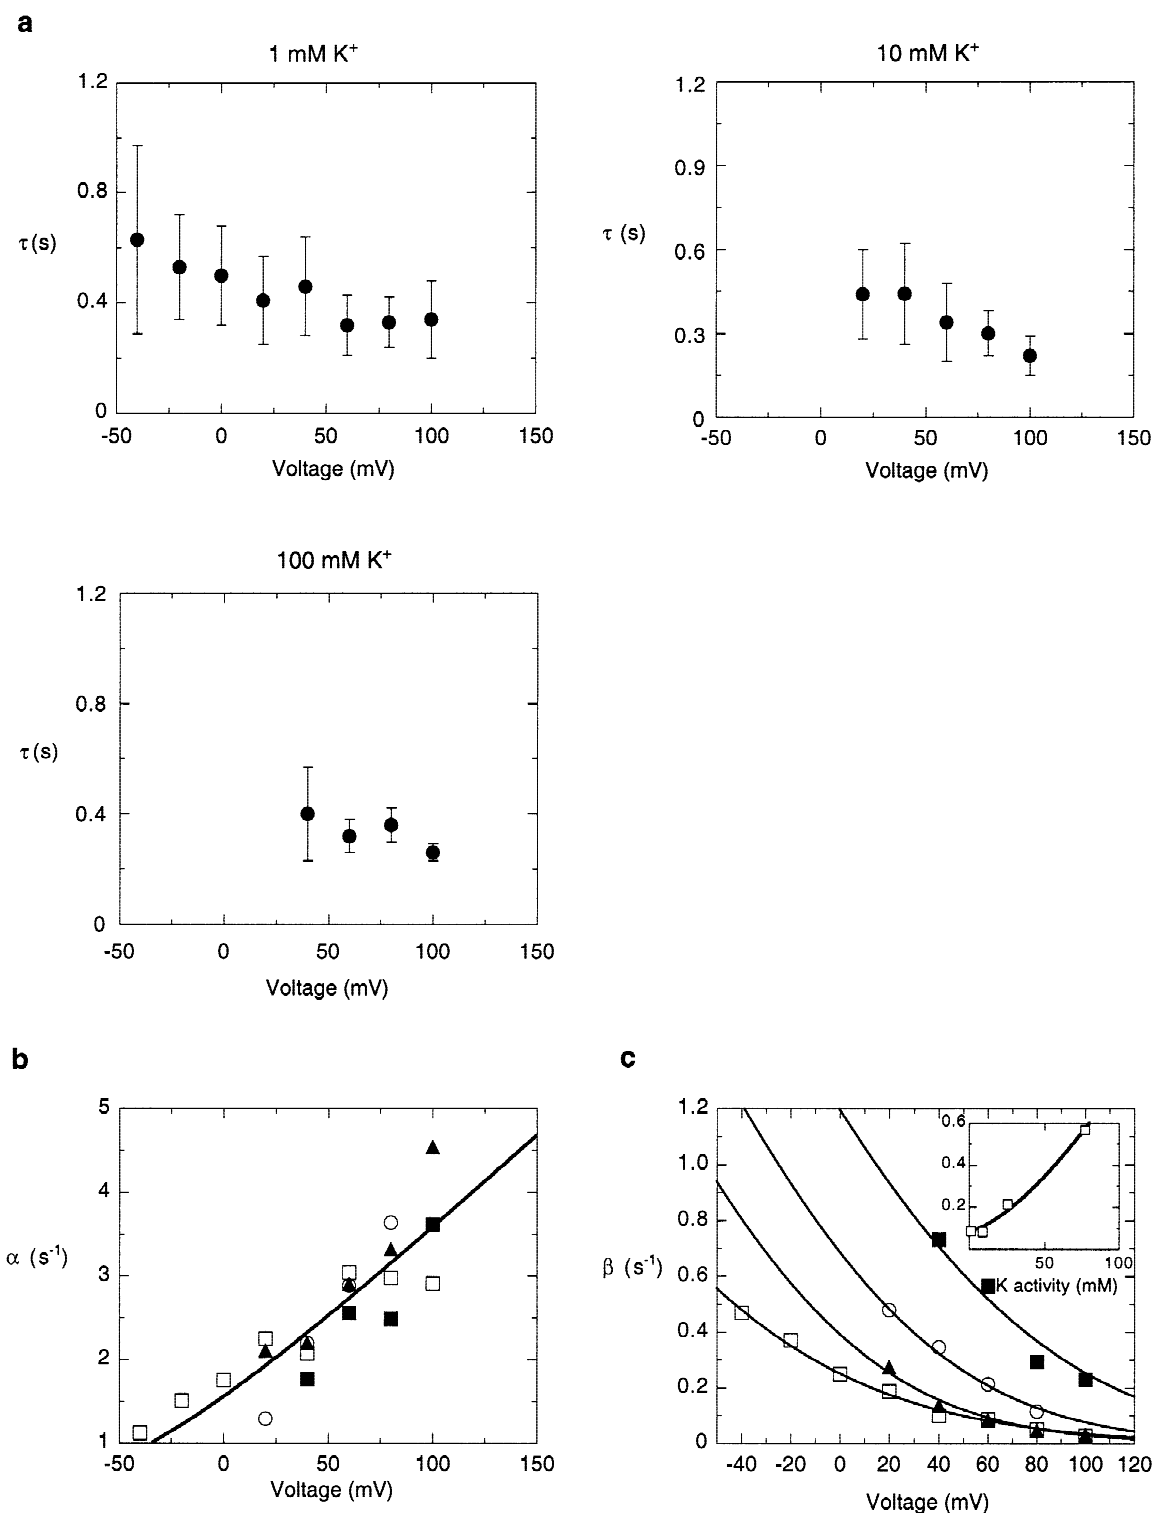 a
1 mM K+
1.2
0.8
τ (s)
0.4
0
-50 0 50 100 150
Voltage (mV)
10 mM K+
1.2
0.9
τ (s)
0.6
0.3
0
-50 0 50 100 150
Voltage (mV)
100 mM K+
1.2
0.8
τ (s)
0.4
0
-50 0 50 100 150
Voltage (mV)
b
5
4
α (s-1)
3
2
1
-50 0 50 100 150
Voltage (mV)
c
1.2
1.0
0.8
β (s-1)
0.6
0.4
0.2
0
-40 -20 0 20 40 60 80 100 120
Voltage (mV)
0.6
0.4
0.2
50 100
K activity (mM)